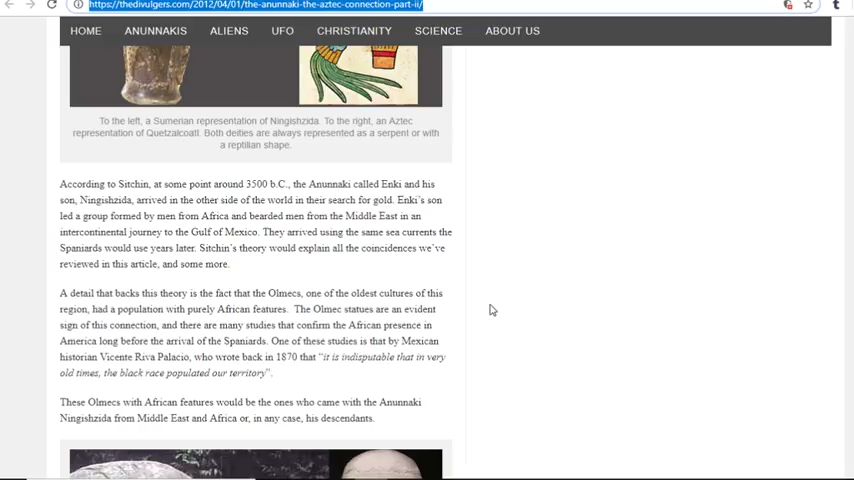 https://thedivulgers.com/2012/04/01/the-anunnaki-the-aztec-connection-part-ii/
HOME ANUNNAKIS ALIENS UFO CHRISTIANITY SCIENCE ABOUT US
To the left, a Sumerian representation of Ningishzida. To the right, an Aztec
representation of Quetzalcoatl. Both deities are always represented as a serpent or with
a reptilian shape.
According to Sitchin, at some point around 3500 b.C., the Anunnaki called Enki and his
son, Ningishzida, arrived in the other side of the world in their search for gold. Enki's son
led a group formed by men from Africa and bearded men from the Middle East in an
intercontinental journey to the Gulf of Mexico. They arrived using the same sea currents the
Spaniards would use years later. Sitchin's theory would explain all the coincidences we've
reviewed in this article, and some more.
A detail that backs this theory is the fact that the Olmecs, one of the oldest cultures of this
region, had a population with purely African features. The Olmec statues are an evident
sign of this connection, and there are many studies that confirm the African presence in
America long before the arrival of the Spaniards. One of these studies is that by Mexican
historian Vicente Riva Palacio, who wrote back in 1870 that "it is indisputable that in very
old times, the black race populated our territory".
These Olmecs with African features would be the ones who came with the Anunnaki
Ningishzida from Middle East and Africa or, in any case, his descendants.